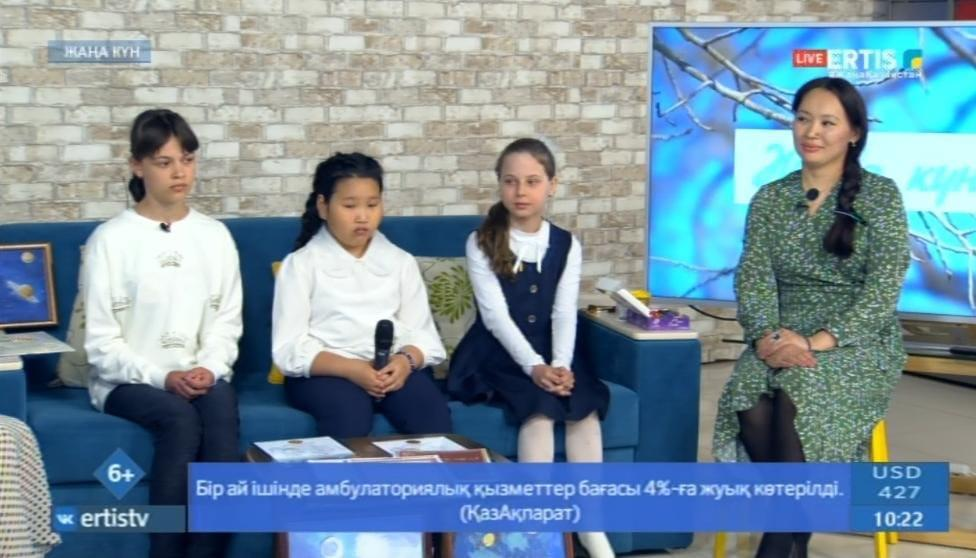 ЖАҢА КҮН
LIVE ERTIS
#ЖаңаҚазақстан
6+
ertistv
Бір ай ішінде амбулаториялық қызметтер бағасы 4%-ға жуық көтерілді.
(ҚазАқпарат)
USD
427
10:22